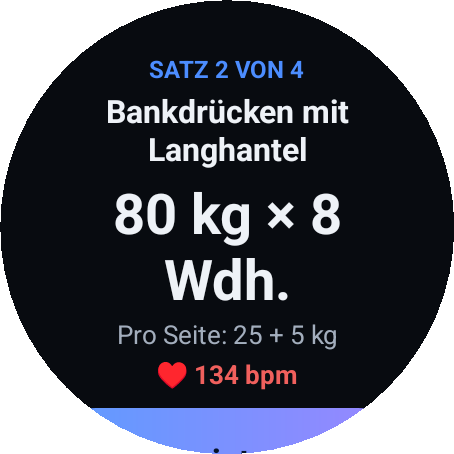 SATZ 2 VON 4
Bankdrücken mit
Langhantel
80 kg × 8
Wdh.
Pro Seite: 25 + 5 kg
134 bpm